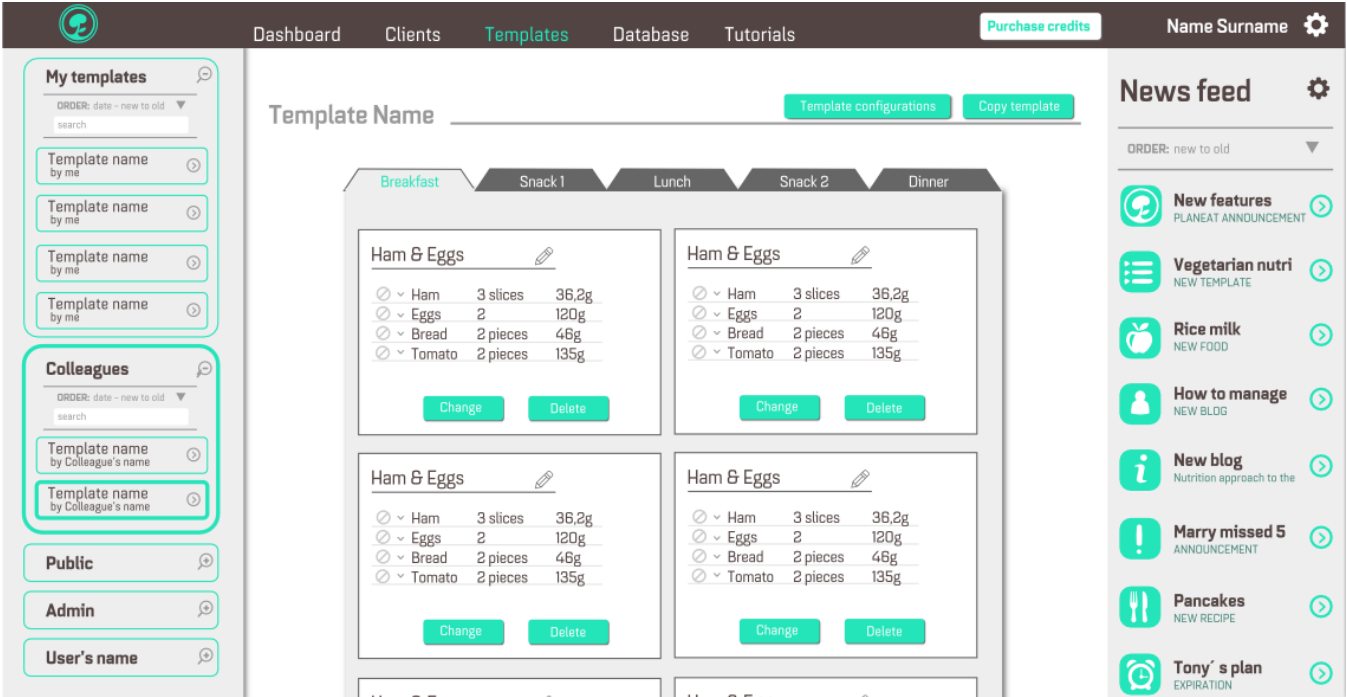 Dashboard Clients Templates Database Tutorials Purchase credits Name Surname
My templates
ORDER: date - new to old
search
Template name
by me
Template name
by me
Template name
by me
Template name
by me
Colleagues
ORDER: date - new to old
search
Template name
by Colleague's name
Template name
by Colleague's name
Public
Admin
User's name
Template Name
Template configurations Copy template
Breakfast Snack 1 Lunch Snack 2 Dinner
Ham & Eggs
Ham 3 slices 36,2g
Eggs 2 120g
Bread 2 pieces 46g
Tomato 2 pieces 135g
Change Delete
Ham & Eggs
Ham 3 slices 36,2g
Eggs 2 120g
Bread 2 pieces 46g
Tomato 2 pieces 135g
Change Delete
Ham & Eggs
Ham 3 slices 36,2g
Eggs 2 120g
Bread 2 pieces 46g
Tomato 2 pieces 135g
Change Delete
Ham & Eggs
Ham 3 slices 36,2g
Eggs 2 120g
Bread 2 pieces 46g
Tomato 2 pieces 135g
Change Delete
News feed
ORDER: new to old
New features
PLANEAT ANNOUNCEMENT
Vegetarian nutri
NEW TEMPLATE
Rice milk
NEW FOOD
How to manage
NEW BLOG
New blog
Nutrition approach to the
Marry missed 5
ANNOUNCEMENT
Pancakes
NEW RECIPE
Tony´s plan
EXPIRATION